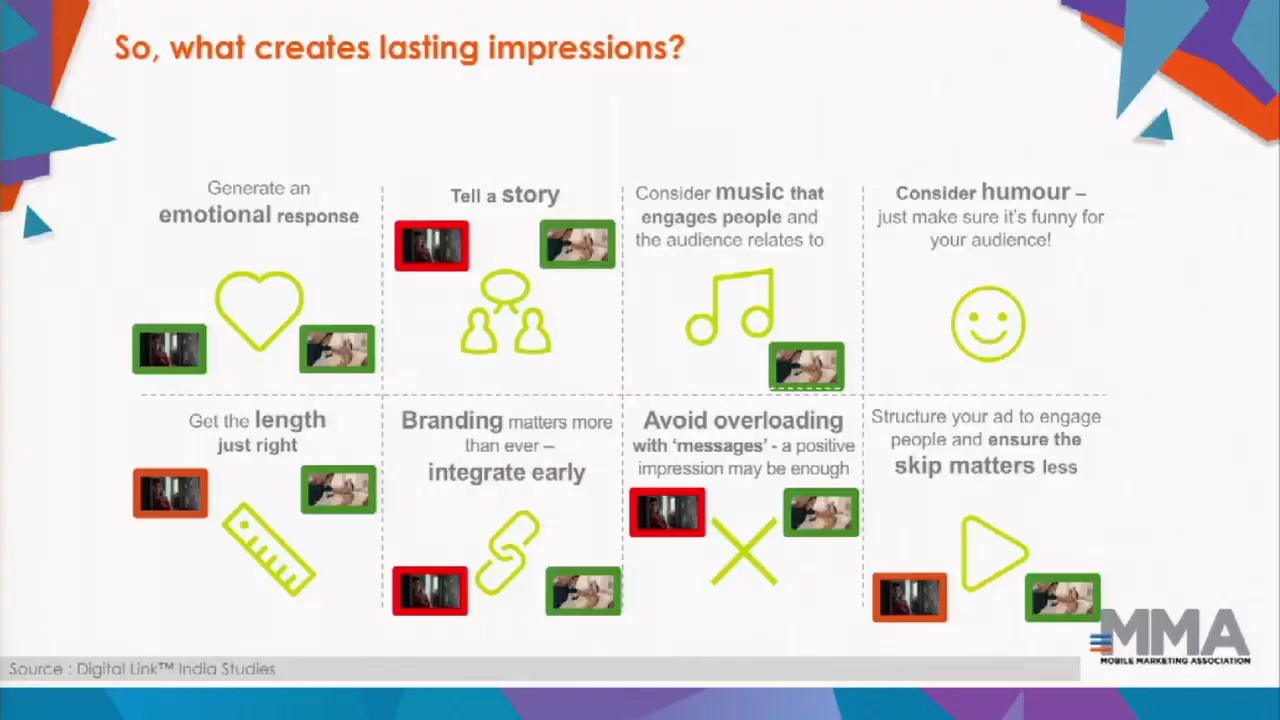 So, what creates lasting impressions?
Generate an
emotional response
Tell a story
Consider music that
engages people and
the audience relates to
Consider humour –
just make sure it's funny for
your audience!
Get the length
just right
Branding matters more
than ever –
integrate early
Avoid overloading
with 'messages' - a positive
impression may be enough
Structure your ad to engage
people and ensure the
skip matters less
MMA
MOBILE MARKETING ASSOCIATION
Source : Digital Link™ India Studies